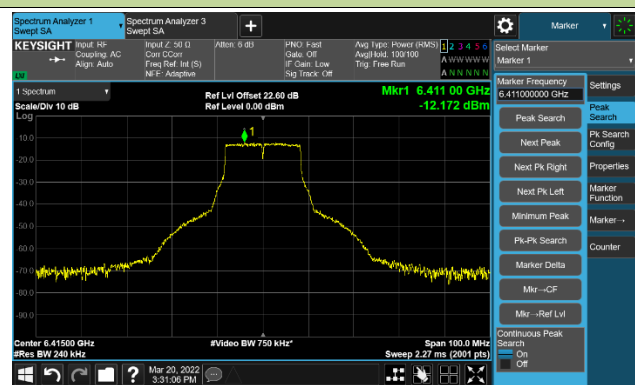 Spectrum Analyzer 1
Swept SA
Spectrum Analyzer 3
Swept SA
+
Marker
KEYSIGHT
Input: RF
Coupling: AC
Align: Auto
Input Z: 50 Ω
Corr CCorr
Freq Ref: Int (S)
NFE: Adaptive
Atten: 6 dB
PNO: Fast
Gate: Off
IF Gain: Low
Sig Track: Off
Avg Type: Power (RMS)
Avg|Hold: 100/100
Trig: Free Run
1 2 3 4 5 6
A W W W W W
A N N N N N
LW
Select Marker
Marker 1
1 Spectrum
Scale/Div 10 dB
Log
Ref Lvl Offset 22.60 dB
Ref Level 0.00 dBm
Mkr1 6.411 00 GHz
-12.172 dBm
Marker Frequency
6.411000000 GHz
Peak Search
Next Peak
Next Pk Right
Next Pk Left
Minimum Peak
Pk-Pk Search
Marker Delta
Mkr→CF
Mkr→Ref Lvl
Continuous Peak
Search
On
Off
Settings
Peak
Search
Pk Search
Config
Properties
Marker
Function
Marker→
Counter
1
-10.0
-20.0
-30.0
-40.0
-50.0
-60.0
-70.0
-80.0
-90.0
Center 6.41500 GHz
#Res BW 240 kHz
#Video BW 750 kHz*
Span 100.0 MHz
Sweep 2.27 ms (2001 pts)
?
Mar 20, 2022
3:31:06 PM